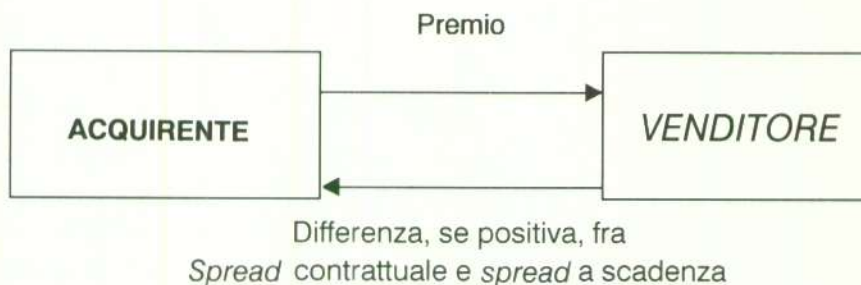 Premio
ACQUIRENTE
VENDITORE
Differenza, se positiva, fra
Spread contrattuale e spread a scadenza